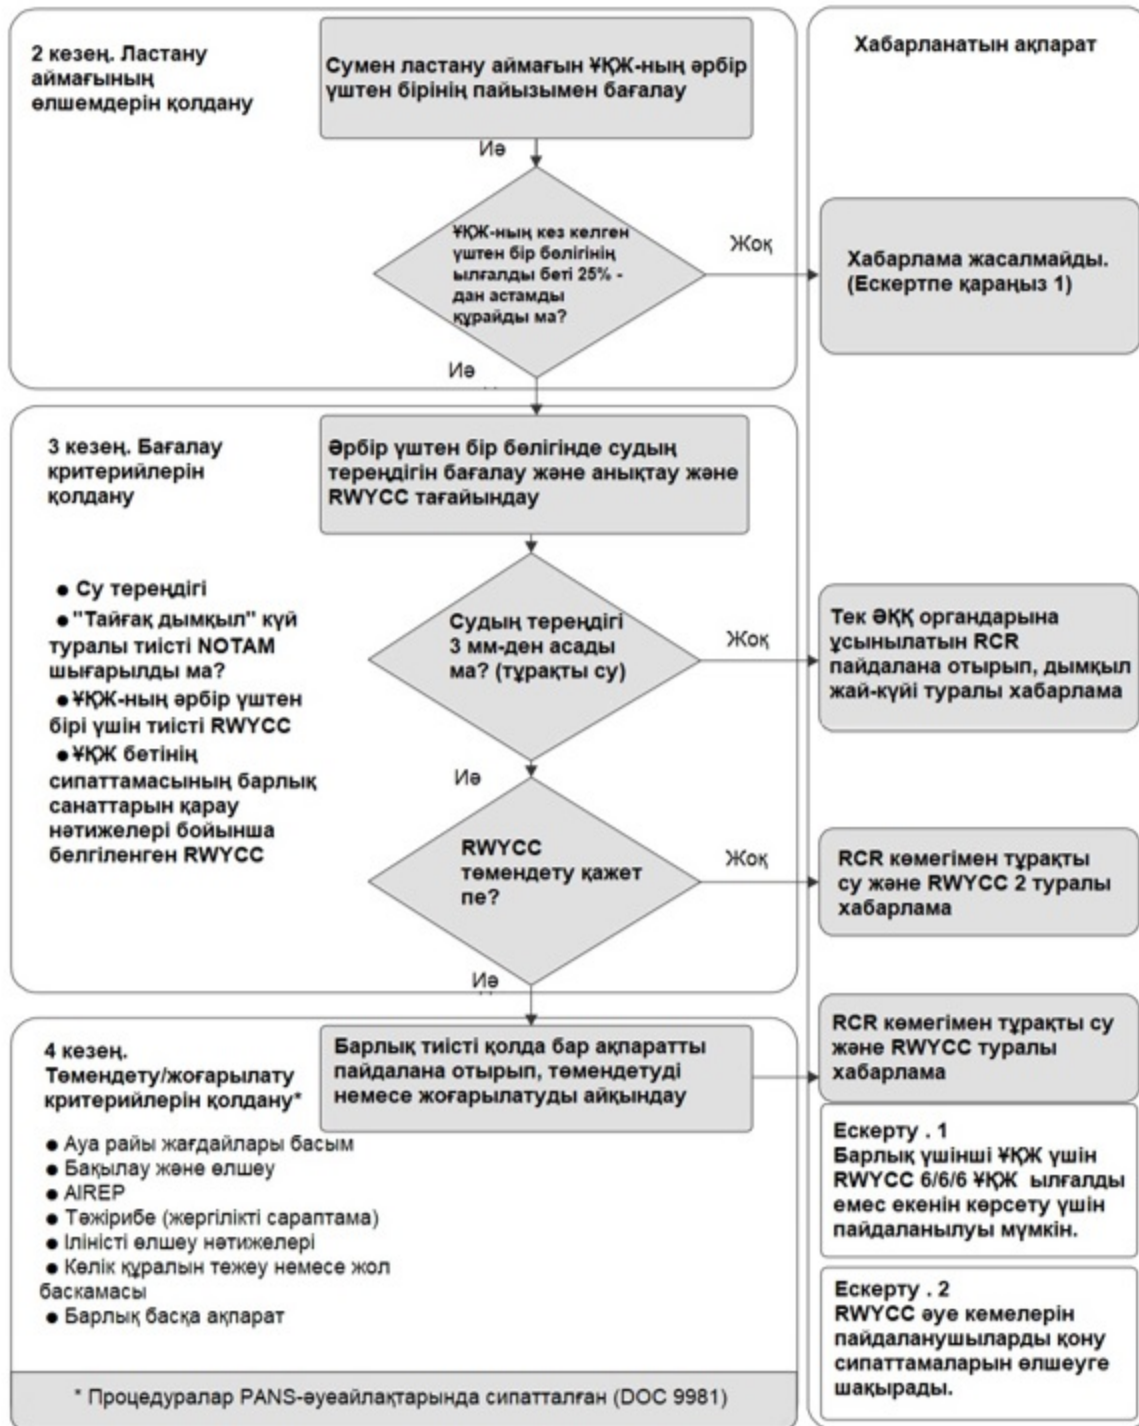 2 кезең. Ластану
аймағының
өлшемдерін қолдану
Сумен ластану аймағын ҰҚЖ-ның әрбір
үштен бірінің пайызымен бағалау
Иә
ҰҚЖ-ның кез келген
үштен бір бөлігінің
ылғалды беті 25% -
дан астамды
құрайды ма?
Жоқ
Иә
Хабарланатын ақпарат
Хабарлама жасалмайды.
(Ескертпе қараңыз 1)
3 кезең. Бағалау
критерийлерін
қолдану
Әрбір үштен бір бөлігінде судың
тереңдігін бағалау және анықтау және
RWYCC тағайындау
● Су тереңдігі
● "Тайғақ дымқыл" күй
туралы тиісті NOTAM
шығарылды ма?
● ҰҚЖ-ның әрбір үштен
бірі үшін тиісті RWYCC
● ҰҚЖ бетінің
сипаттамасының барлық
санаттарын қарау
нәтижелері бойынша
белгіленген RWYCC
Судың тереңдігі
3 мм-ден асады
ма? (тұрақты су)
Жоқ
Тек ӘҚҚ органдарына
ұсынылатын RCR
пайдалана отырып, дымқыл
жай-күйі туралы хабарлама
Иә
RWYCC
төмендету қажет
пе?
Жоқ
RCR көмегімен тұрақты
су және RWYCC 2 туралы
хабарлама
Иә
4 кезең.
Төмендету/жоғарылату
критерийлерін қолдану*
Барлық тиісті қолда бар ақпаратты
пайдалана отырып, төмендетуді
немесе жоғарылатуды айқындау
RCR көмегімен тұрақты су
және RWYCC туралы
хабарлама
● Ауа райы жағдайлары басым
● Бақылау және өлшеу
● AIREP
● Тәжірибе (жергілікті сараптама)
● Іліністі өлшеу нәтижелері
● Көлік құралын тежеу немесе жол
баскамасы
● Барлық басқа ақпарат
Ескерту . 1
Барлық үшінші ҰҚЖ үшін
RWYCC 6/6/6 ҰҚЖ ылғалды
емес екенін көрсету үшін
пайдаланылуы мүмкін.
Ескерту . 2
RWYCC әуе кемелерін
пайдаланушыларды қону
сипаттамаларын өлшеуге
шақырады.
* Процедуралар PANS-әуеайлақтарында сипатталған (DOC 9981)